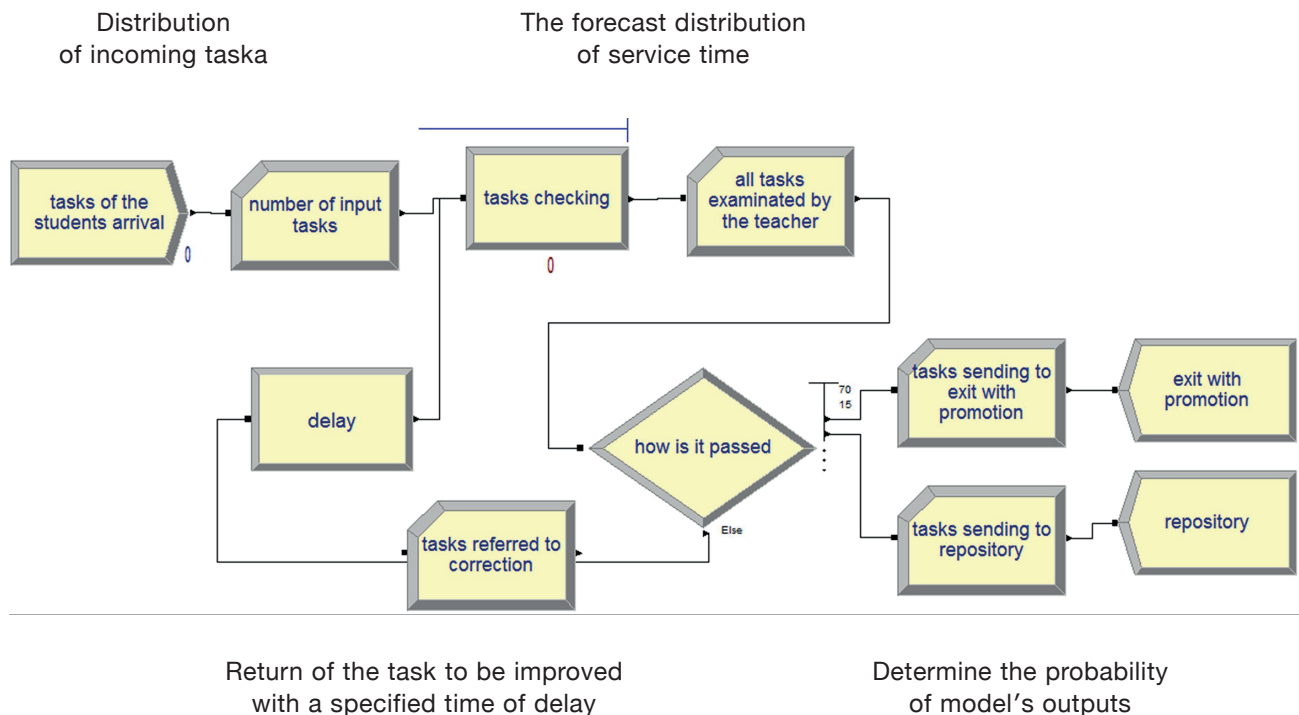 Distribution
of incoming taska
The forecast distribution
of service time
tasks of the
students arrival
0
number of input
tasks
tasks checking
0
all tasks
examinated by
the teacher
delay
how is it passed
70
15
Else
tasks sending to
exit with
promotion
exit with
promotion
tasks referred to
correction
tasks sending to
repository
repository
Return of the task to be improved
with a specified time of delay
Determine the probability
of model's outputs